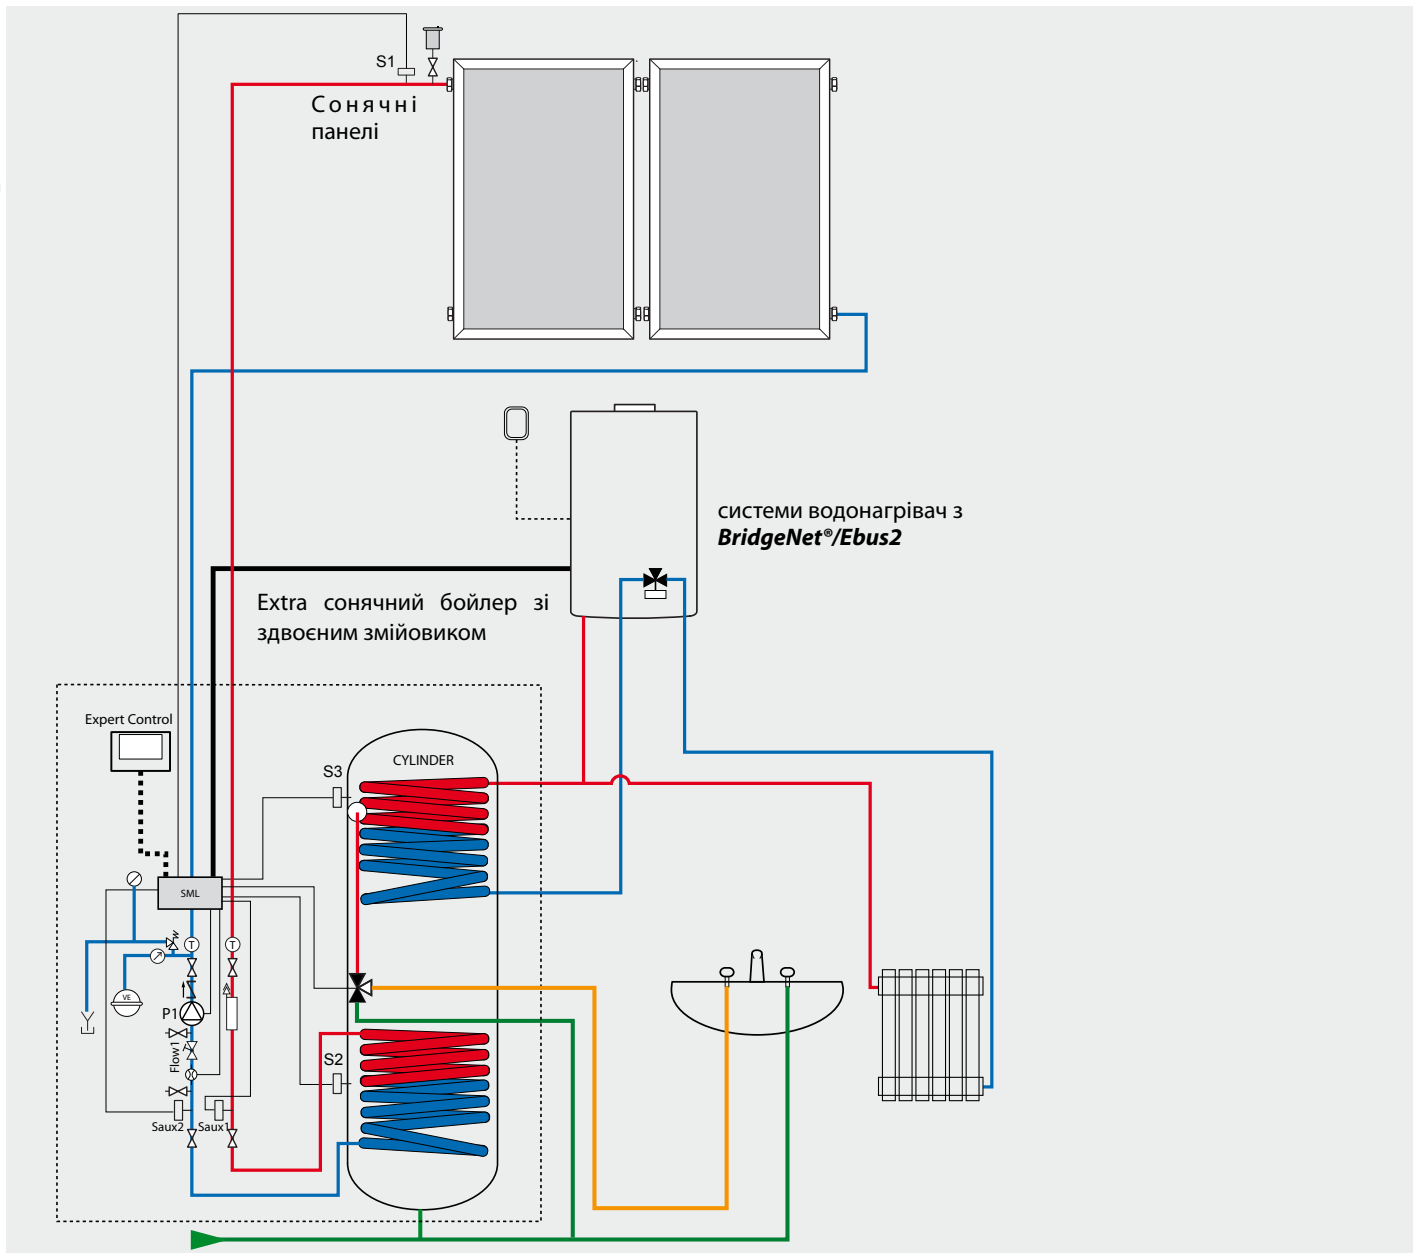 S1
Сонячні
панелі
системи водонагрівач з
BridgeNet®/Ebus2
Extra сонячний бойлер зі
здвоєним змійовиком
Expert Control
CYLINDER
S3
SML
T
T
VE
P1
Flow1
S2
Saux2
Saux1